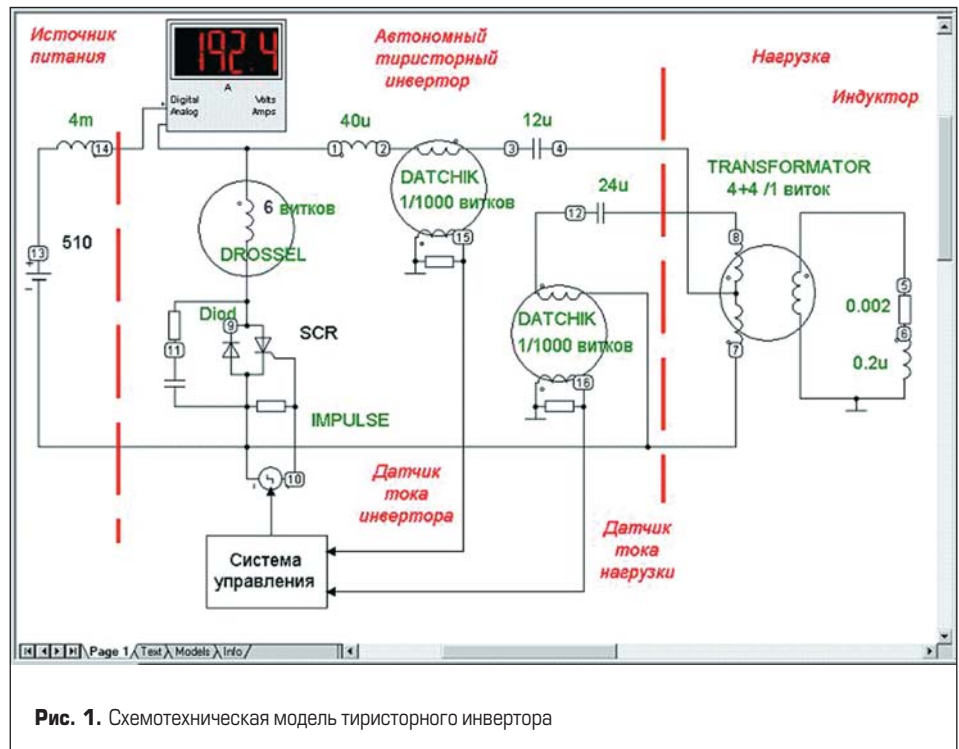 Источник
питания
192.4
A
Digital
Analog
Volts
Amps
Автономный
тиристорный
инвертор
Нагрузка
Индуктор
4m
14
40u
1
2
12u
3
4
DATCHIK
1/1000 витков
15
24u
12
TRANSFORMATOR
4+4 /1 виток
8
7
5
0.002
6
0.2u
13
510
+
-
6 витков
DROSSEL
Diod
9
SCR
11
DATCHIK
1/1000 витков
16
IMPULSE
10
Датчик
тока
инвертора
Датчик
тока
нагрузки
Система
управления
Page 1 Text Models Info
Рис. 1. Схемотехническая модель тиристорного инвертора